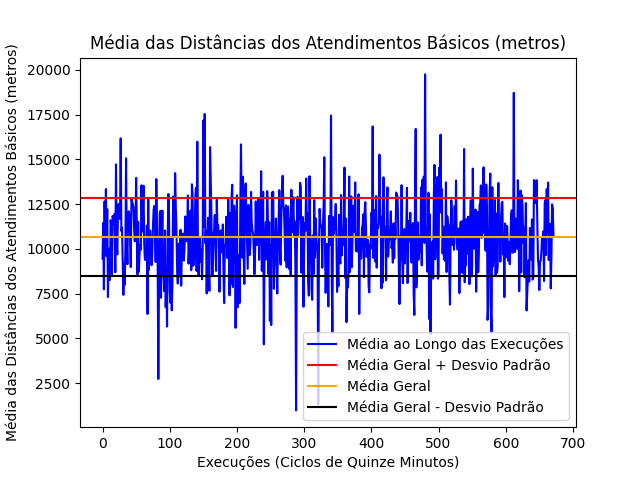 Média das Distâncias dos Atendimentos Básicos (metros)
Média das Distâncias dos Atendimentos Básicos (metros)
20000
17500
15000
12500
10000
7500
5000
2500
Média ao Longo das Execuções
Média Geral + Desvio Padrão
Média Geral
Média Geral - Desvio Padrão
0 100 200 300 400 500 600 700
Execuções (Ciclos de Quinze Minutos)